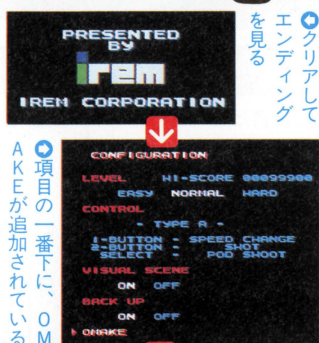 クリアして
エンディング
を見る
PRESENTED
BY
irem
IREM CORPORATION
項目の一番下に、OM
AKEが追加されている
CONFIGURATION
LEVEL HI-SCORE 00099900
EASY NORMAL HARD
CONTROL
- TYPE A -
I-BUTTON - SPEED CHANGE
2-BUTTON - SHOT
SELECT - POD SHOOT
VISUAL SCENE
ON OFF
BACK UP
ON OFF
OMAKE